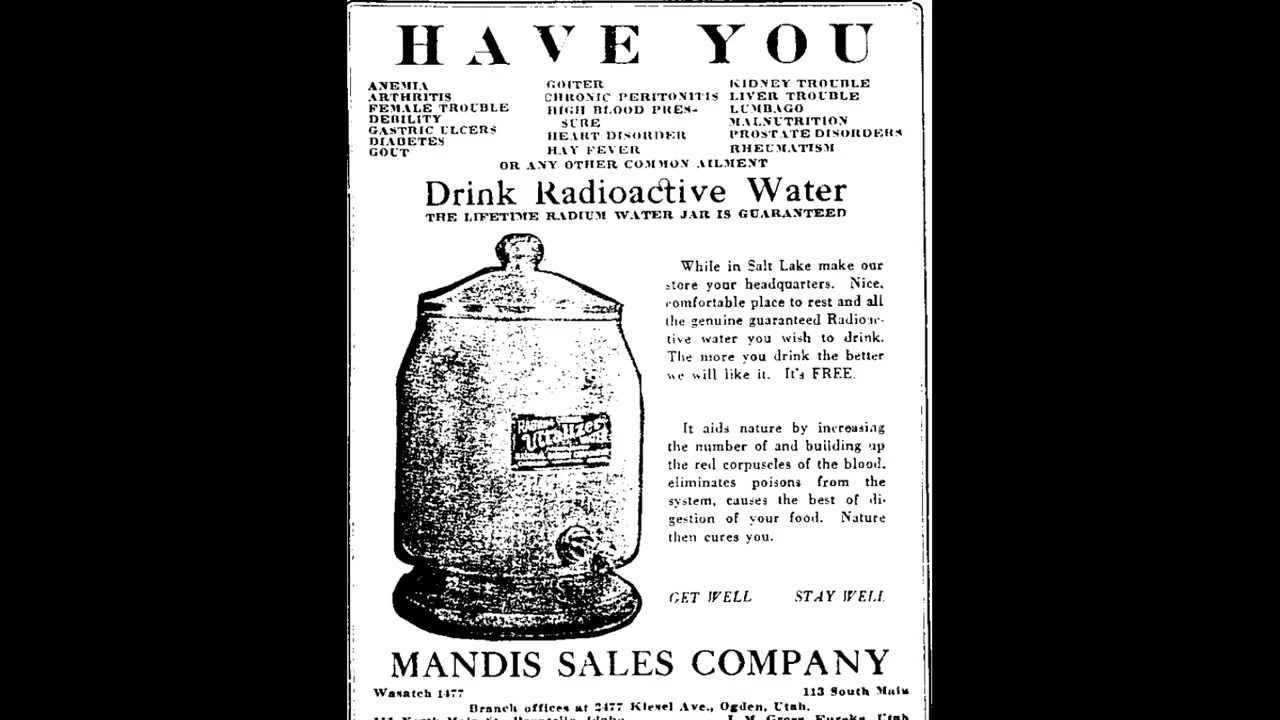 HAVE YOU
ANEMIA
ARTHRITIS
FEMALE TROUBLE
DEBILITY
GASTRIC ULCERS
DIABETES
GOUT
GOITER
CHRONIC PERITONITIS
HIGH BLOOD PRES-
SURE
HEART DISORDER
HAY FEVER
KIDNEY TROUBLE
LIVER TROUBLE
LUMBAGO
MALNUTRITION
PROSTATE DISORDERS
RHEUMATISM
OR ANY OTHER COMMON AILMENT
Drink Radioactive Water
THE LIFETIME RADIUM WATER JAR IS GUARANTEED
While in Salt Lake make our
store your headquarters. Nice,
comfortable place to rest and all
the genuine guaranteed Radioac-
tive water you wish to drink.
The more you drink the better
we will like it. It's FREE.
Vitalizer
It aids nature by increasing
the number of and building up
the red corpuscles of the blood,
eliminates poisons from the
system, causes the best of di-
gestion of your food. Nature
then cures you.
GET WELL STAY WELL
MANDIS SALES COMPANY
Wasatch 1477 113 South Main
Branch offices at 2477 Kiesel Ave., Ogden, Utah.